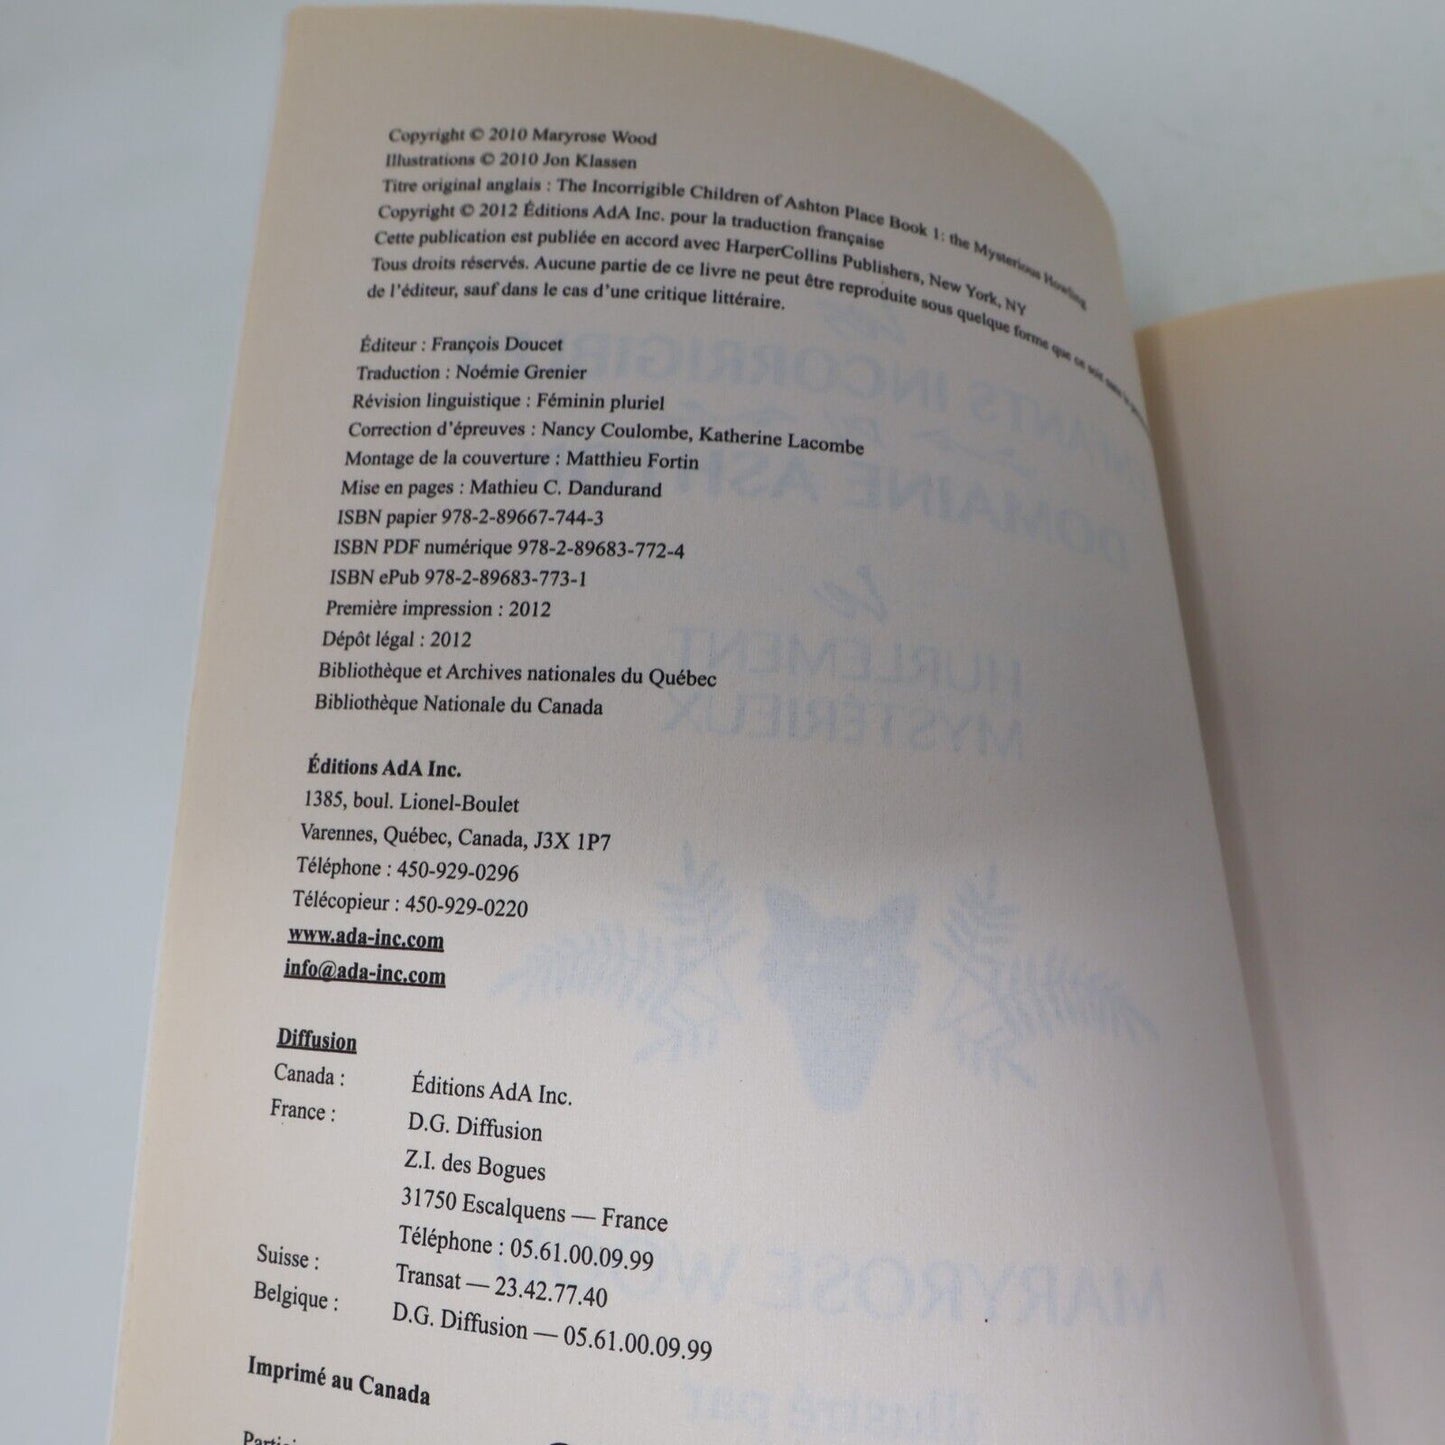 Copyright © 2010 Maryrose Wood
Illustrations © 2010 Jon Klassen
Titre original anglais : The Incorrigible Children of Ashton Place Book 1: the Mysterious Howling
Copyright © 2012 Éditions AdA Inc. pour la traduction française
Cette publication est publiée en accord avec HarperCollins Publishers, New York, NY
Tous droits réservés. Aucune partie de ce livre ne peut être reproduite sous quelque forme que ce soit sans la
de l'éditeur, sauf dans le cas d'une critique littéraire.
Éditeur : François Doucet
Traduction : Noémie Grenier
Révision linguistique : Féminin pluriel
Correction d'épreuves : Nancy Coulombe, Katherine Lacombe
Montage de la couverture : Matthieu Fortin
Mise en pages : Mathieu C. Dandurand
ISBN papier 978-2-89667-744-3
ISBN PDF numérique 978-2-89683-772-4
ISBN ePub 978-2-89683-773-1
Première impression : 2012
Dépôt légal : 2012
Bibliothèque et Archives nationales du Québec
Bibliothèque Nationale du Canada
Éditions AdA Inc.
1385, boul. Lionel-Boulet
Varennes, Québec, Canada, J3X 1P7
Téléphone : 450-929-0296
Télécopieur : 450-929-0220
www.ada-inc.com
info@ada-inc.com
Diffusion
Canada : Éditions AdA Inc.
France : D.G. Diffusion
Z.I. des Bogues
31750 Escalquens — France
Téléphone : 05.61.00.09.99
Suisse : Transat — 23.42.77.40
Belgique : D.G. Diffusion — 05.61.00.09.99
Imprimé au Canada